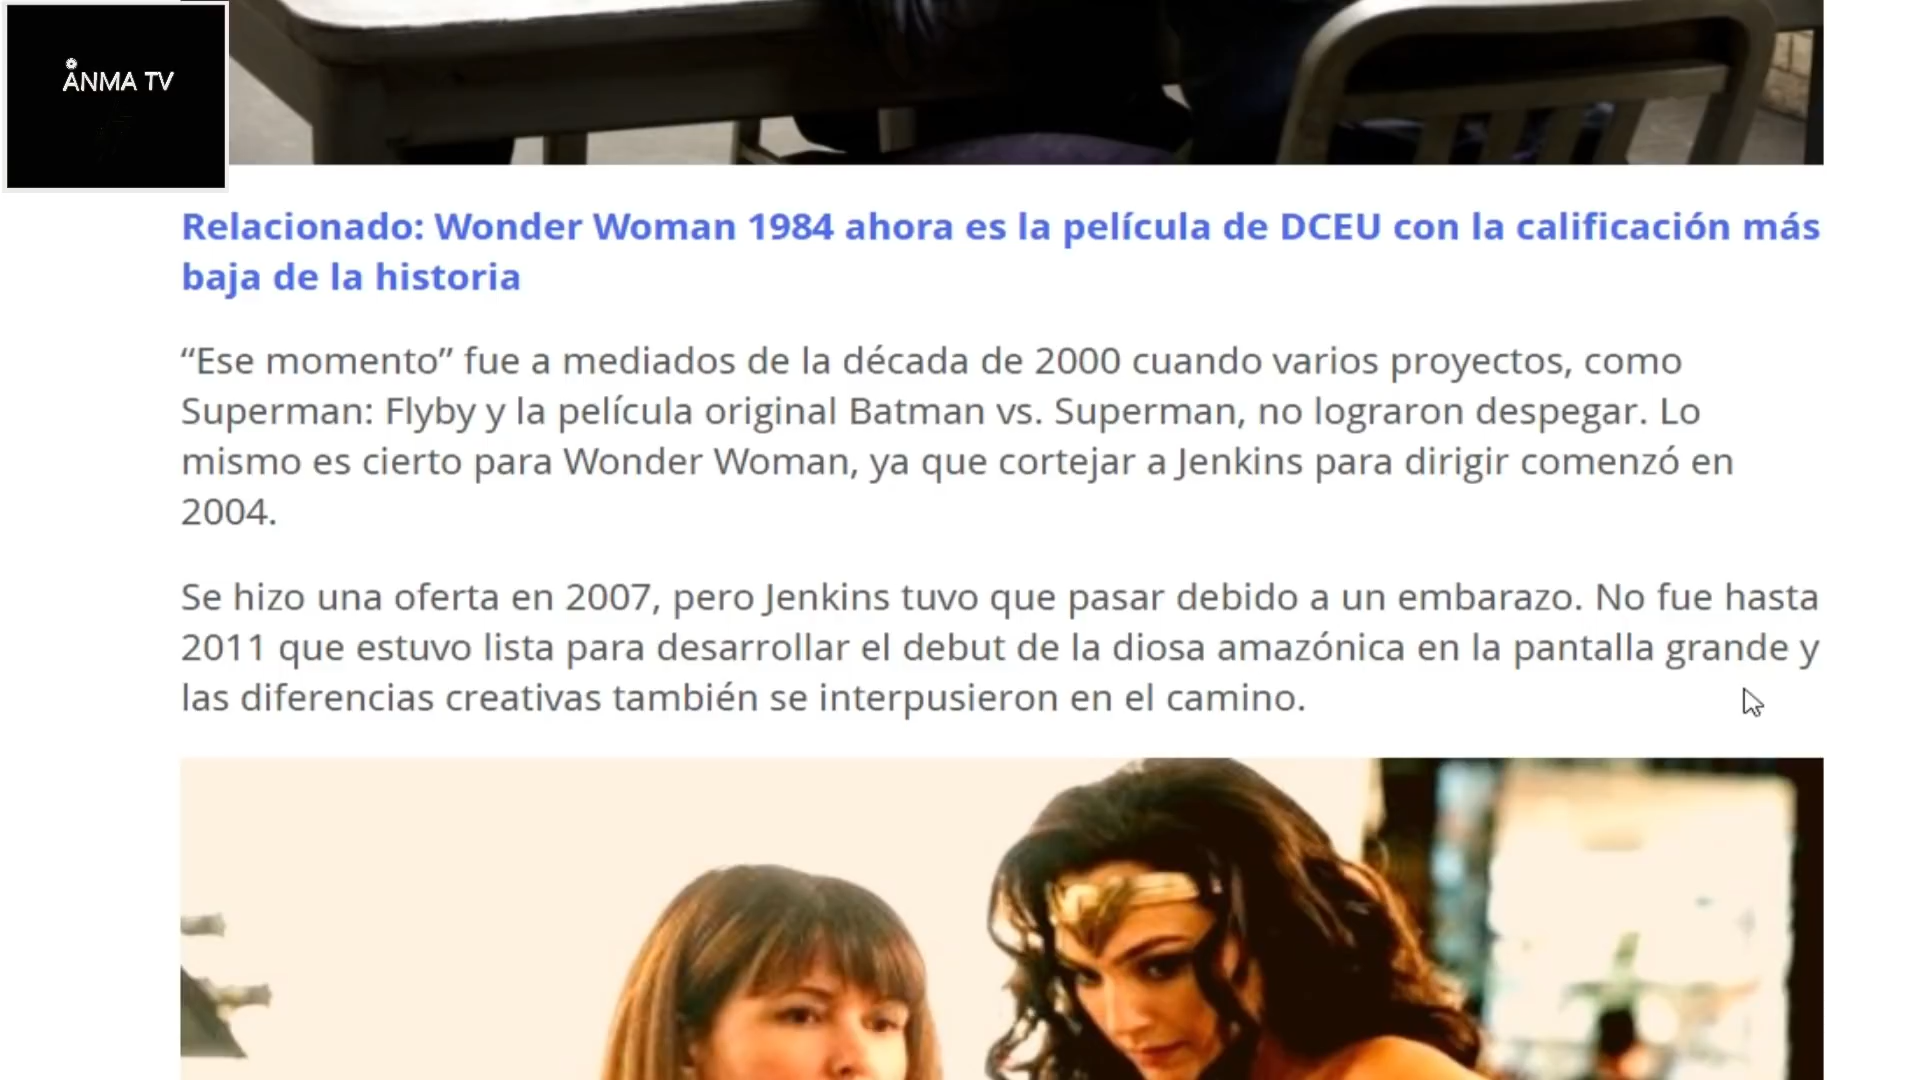 ANMA TV
Relacionado: Wonder Woman 1984 ahora es la película de DCEU con la calificación más
baja de la historia
“Ese momento” fue a mediados de la década de 2000 cuando varios proyectos, como
Superman: Flyby y la película original Batman vs. Superman, no lograron despegar. Lo
mismo es cierto para Wonder Woman, ya que cortejar a Jenkins para dirigir comenzó en
2004.
Se hizo una oferta en 2007, pero Jenkins tuvo que pasar debido a un embarazo. No fue hasta
2011 que estuvo lista para desarrollar el debut de la diosa amazónica en la pantalla grande y
las diferencias creativas también se interpusieron en el camino.